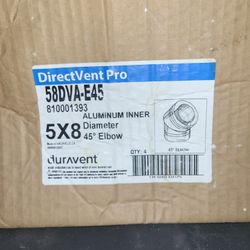 DirectVent Pro
58DVA-E45
810001393
ALUMINUM INNER
5X8 Diameter
45° Elbow
duravent
QTY: 4
45° ELBOW